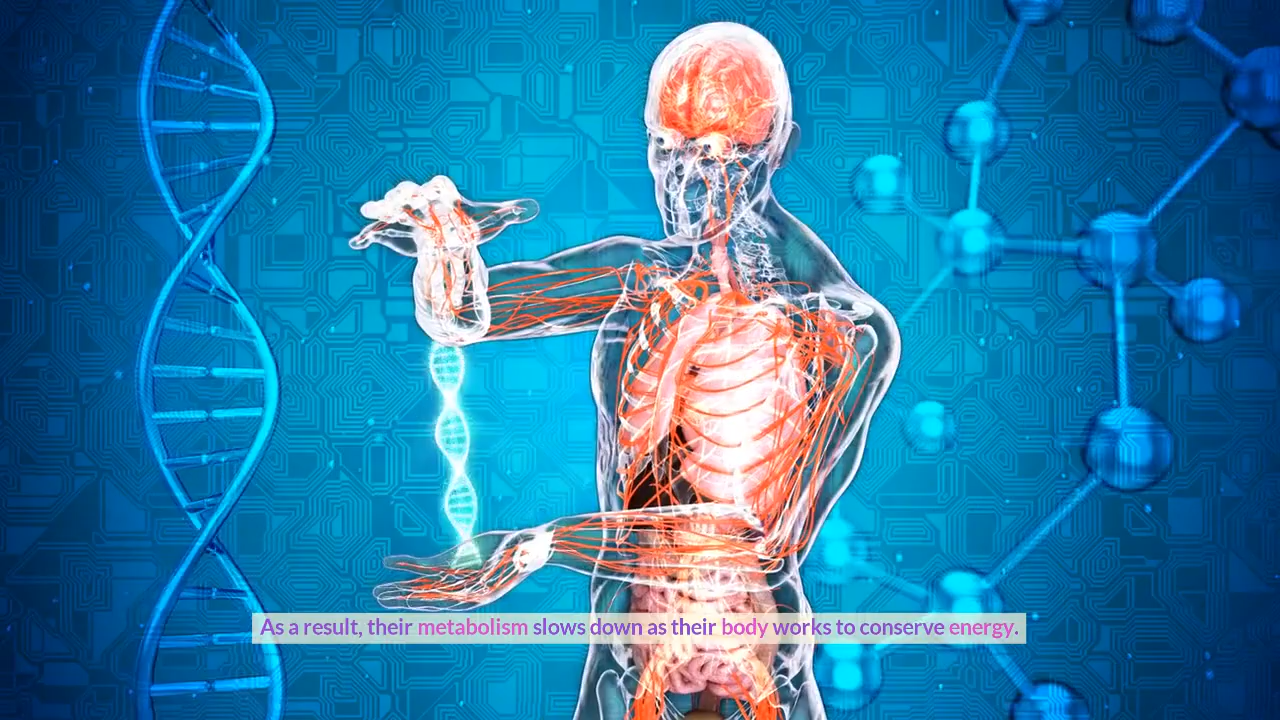 As a result, their metabolism slows down as their body works to conserve energy.